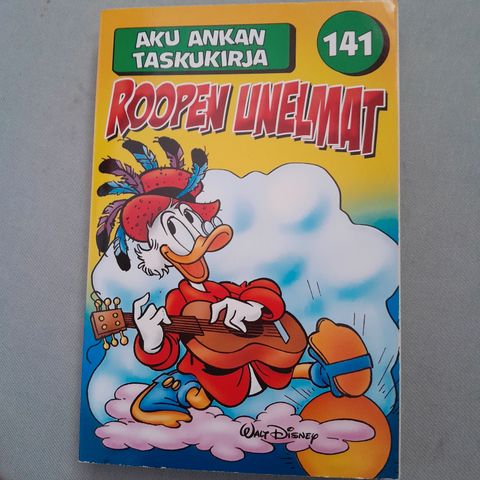 AKU ANKAN
TASKUKIRJA
141
ROOPEN UNELMAT
WALT DISNEY